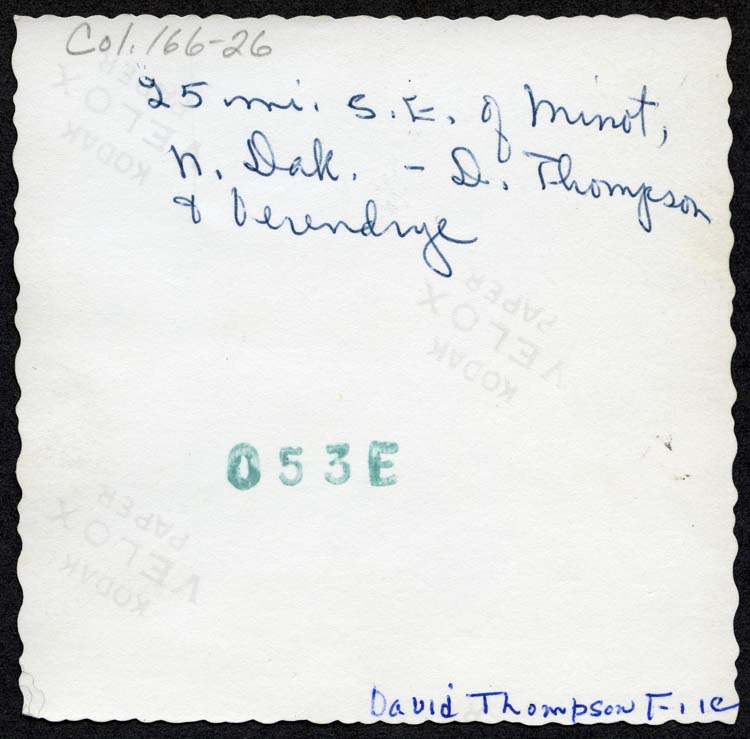 Col. 166-26
25 mi. S.E. of Minot,
N. Dak. - D. Thompson
& Verendrye
KODAK
VELOX
PAPER
KODAK
VELOX
PAPER
053E
KODAK
VELOX
PAPER
David Thompson File